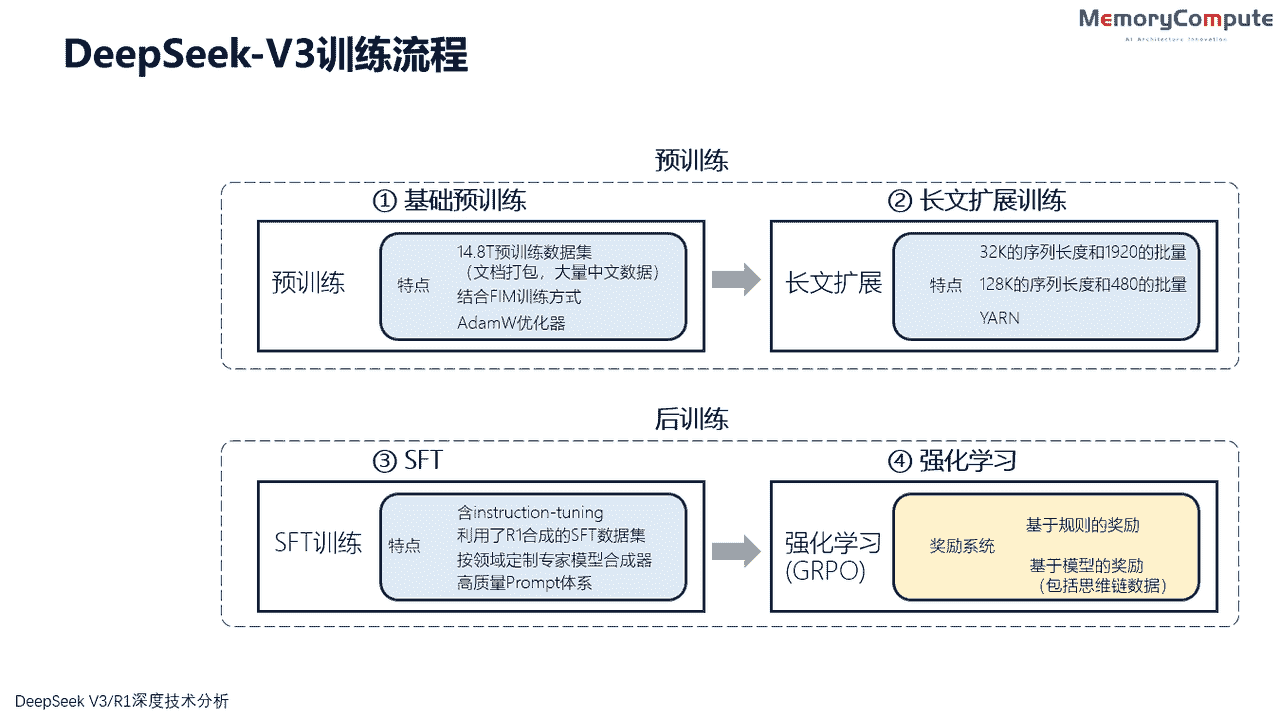 MemoryCompute
AI Architecture Innovation
DeepSeek-V3训练流程
预训练
① 基础预训练
预训练
特点
14.8T预训练数据集
（文档打包，大量中文数据）
结合FIM训练方式
AdamW优化器
② 长文扩展训练
长文扩展
特点
32K的序列长度和1920的批量
128K的序列长度和480的批量
YARN
后训练
③ SFT
SFT训练
特点
含instruction-tuning
利用了R1合成的SFT数据集
按领域定制专家模型合成器
高质量Prompt体系
④ 强化学习
强化学习
(GRPO)
奖励系统
基于规则的奖励
基于模型的奖励
（包括思维链数据）
DeepSeek V3/R1深度技术分析